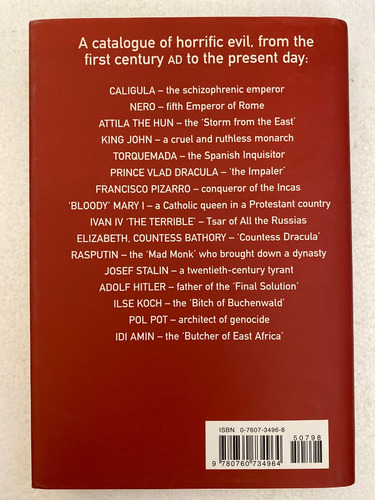 A catalogue of horrific evil, from the
first century AD to the present day:
CALIGULA – the schizophrenic emperor
NERO – fifth Emperor of Rome
ATTILA THE HUN – the ‘Storm from the East’
KING JOHN – a cruel and ruthless monarch
TORQUEMADA – the Spanish Inquisitor
PRINCE VLAD DRACULA – ‘the Impaler’
FRANCISCO PIZARRO – conqueror of the Incas
‘BLOODY’ MARY I – a Catholic queen in a Protestant country
IVAN IV ‘THE TERRIBLE’ – Tsar of All the Russias
ELIZABETH, COUNTESS BATHORY – ‘Countess Dracula’
RASPUTIN – the ‘Mad Monk’ who brought down a dynasty
JOSEF STALIN – a twentieth-century tyrant
ADOLF HITLER – father of the ‘Final Solution’
ILSE KOCH – the ‘Bitch of Buchenwald’
POL POT – architect of genocide
IDI AMIN – the ‘Butcher of East Africa’
ISBN 0-7607-3496-8
50798
9 780760 734964